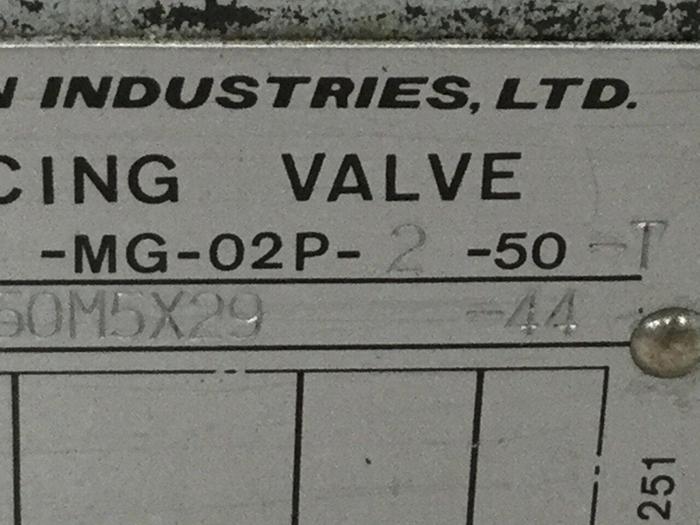 N INDUSTRIES, LTD.
CING VALVE
-MG-02P- 2 -50 -T
50M5X29 -44
251